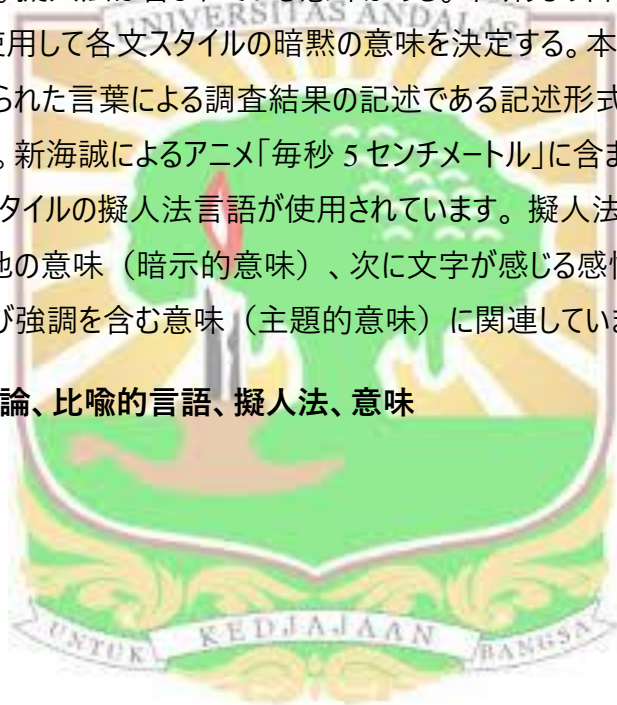 UNIVERSITAS ANDALAS
使用して各文スタイルの暗黙の意味を決定する。本
られた言葉による調査結果の記述である記述形式
。新海誠によるアニメ「毎秒 5 センチメートル」に含ま
タイルの擬人法言語が使用されています。擬人法
他の意味（暗示的意味）、次に文字が感じる感情
び強調を含む意味（主題的意味）に関連していま
論、比喩的言語、擬人法、意味
UNTUK KEDJAJAAN BANGSA